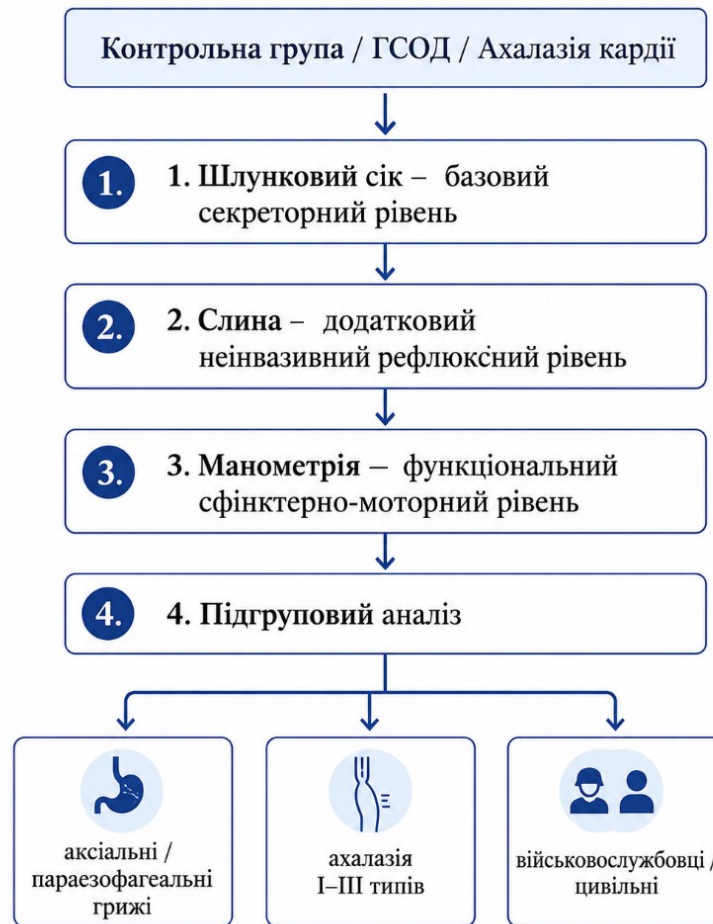 Контрольна група / ГСОД / Ахалазія кардії
1.
1. Шлунковий сік – базовий
секреторний рівень
2.
2. Слина – додатковий
неінвазивний рефлюксний рівень
3.
3. Манометрія – функціональний
сфінктерно-моторний рівень
4.
4. Підгруповий аналіз
аксіальні /
параезофагеальні
грижі
ахалазія
I–III типів
військовослужбовці /
цивільні